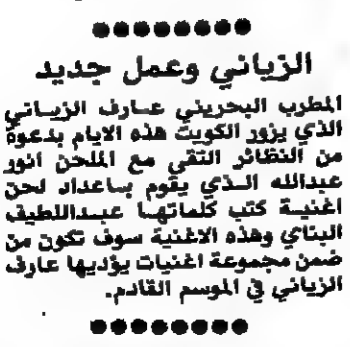 الزياني وعمل جديد
المطرب البحريني عارف الزياني
الذي يزور الكويت هذه الايام بدعوة
من النظائر التقى مع الملحن انور
عبدالله الذي يقوم باعداد لحن
اغنية كتب كلماتها عبداللطيف
البناي وهذه الاغنية سوف تكون من
ضمن مجموعة اغنيات يؤديها عارف
الزياني في الموسم القادم.